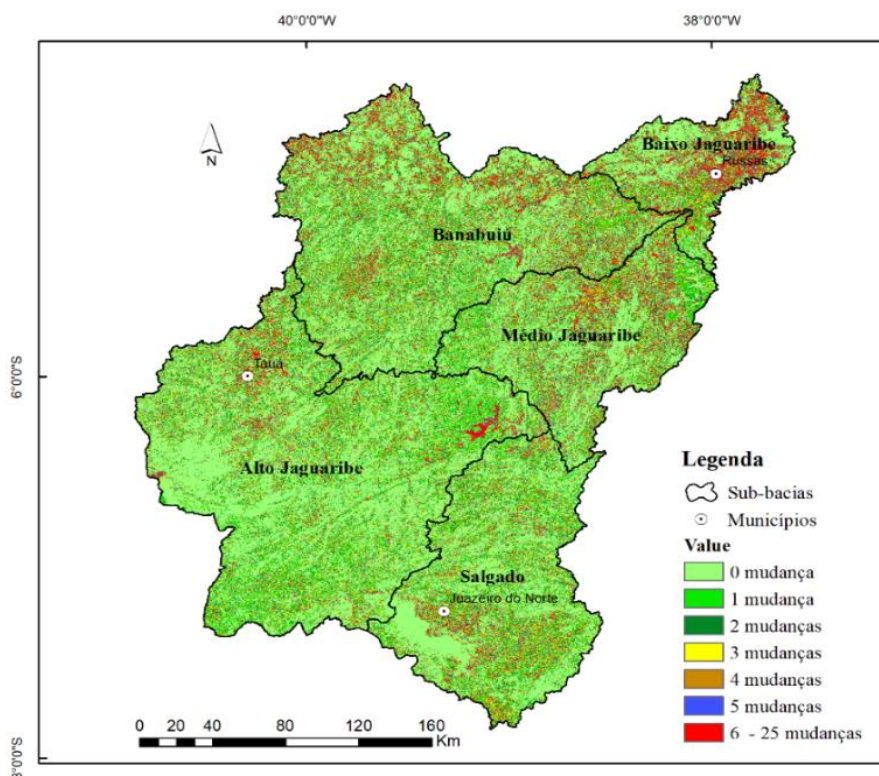 40°0'0"W
38°0'0"W
N
Baixo Jaguaribe
Russas
Banabuiú
Médio Jaguaribe
6°0'0"S
Tauá
Alto Jaguaribe
Salgado
Juazeiro do Norte
Legenda
Sub-bacias
Municípios
Value
0 mudança
1 mudança
2 mudanças
3 mudanças
4 mudanças
5 mudanças
6 - 25 mudanças
0 20 40 80 120 160
Km
0'0"S